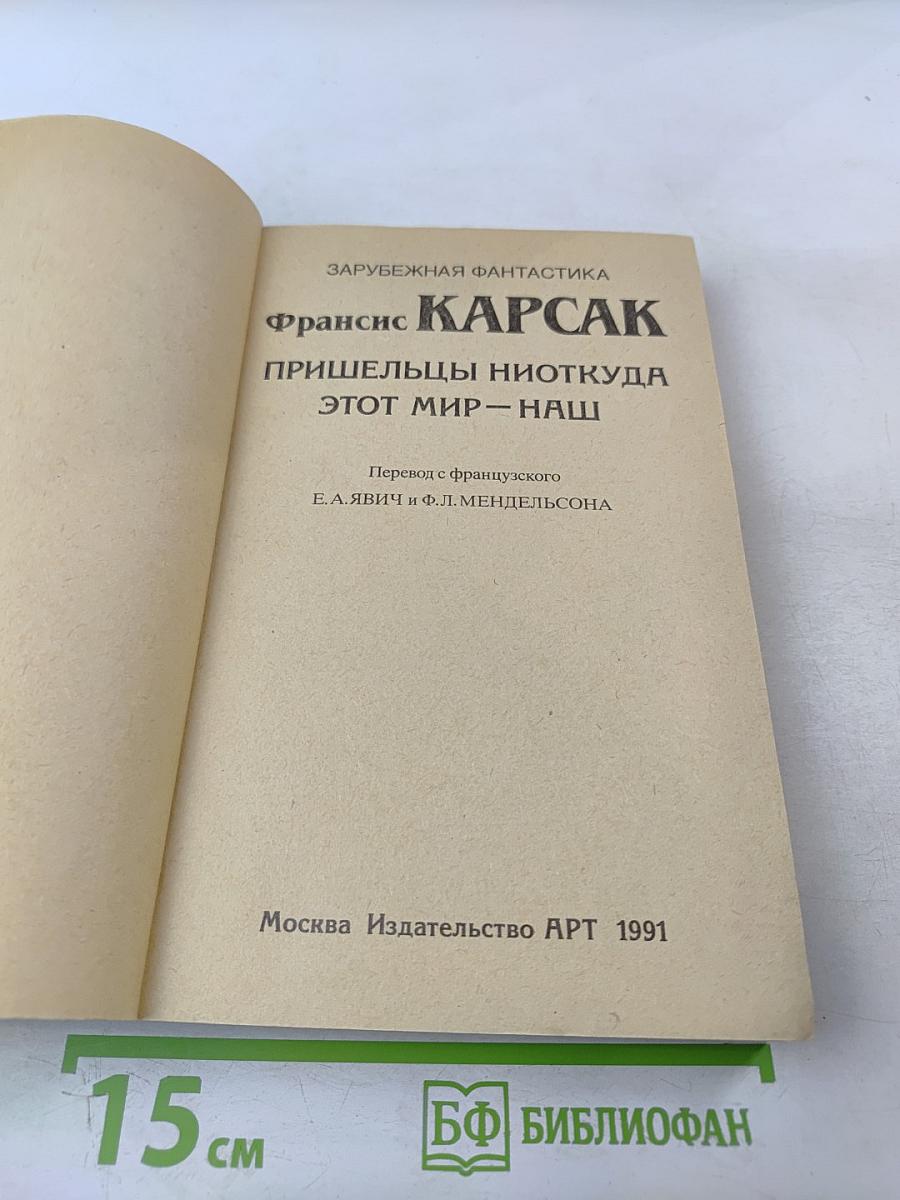 ЗАРУБЕЖНАЯ ФАНТАСТИКА
Франсис КАРСАК
ПРИШЕЛЬЦЫ НИОТКУДА
ЭТОТ МИР — НАШ
Перевод с французского
Е. А. ЯВИЧ и Ф. Л. МЕНДЕЛЬСОНА
Москва Издательство АРТ 1991
15 см
БФ БИБЛИОФАН